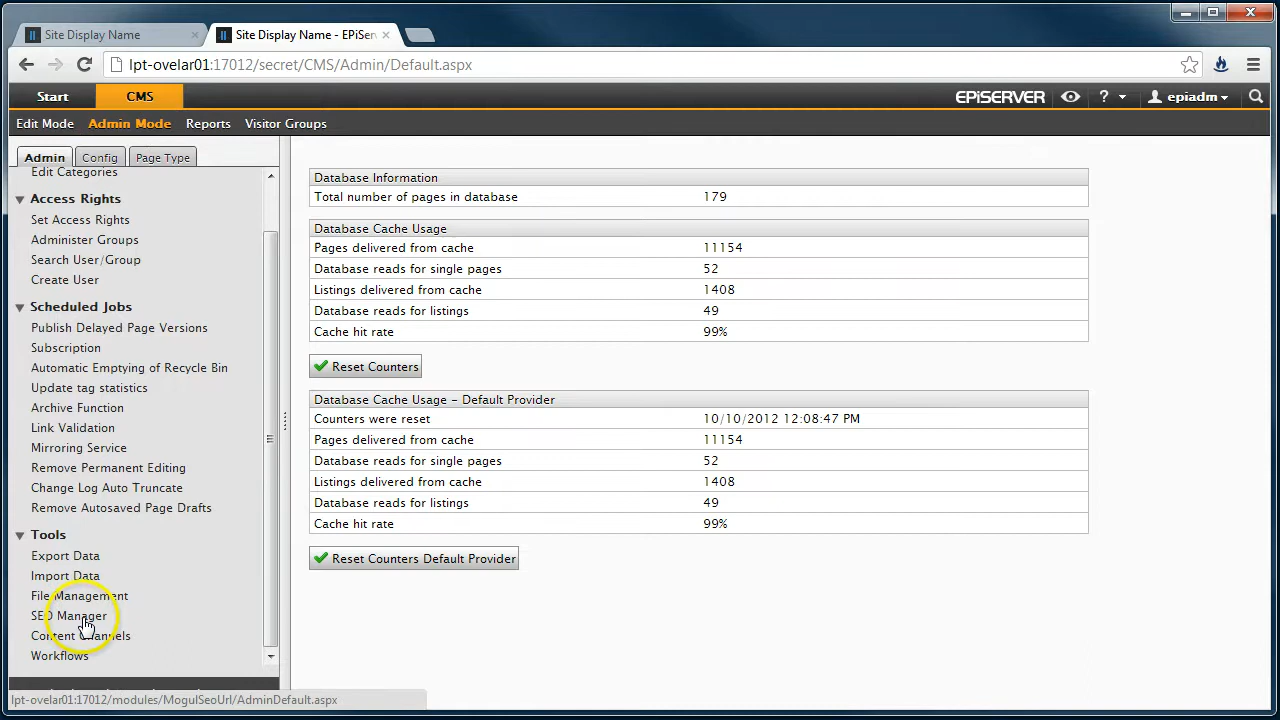 Site Display Name
Site Display Name - EPiServ
lpt-ovelar01:17012/secret/CMS/Admin/Default.aspx
Start
CMS
EPiSERVER
?
epiadm
Edit Mode
Admin Mode
Reports
Visitor Groups
Admin
Config
Page Type
Edit Categories
Access Rights
Set Access Rights
Administer Groups
Search User/Group
Create User
Scheduled Jobs
Publish Delayed Page Versions
Subscription
Automatic Emptying of Recycle Bin
Update tag statistics
Archive Function
Link Validation
Mirroring Service
Remove Permanent Editing
Change Log Auto Truncate
Remove Autosaved Page Drafts
Tools
Export Data
Import Data
File Management
SEO Manager
Content Channels
Workflows
lpt-ovelar01:17012/modules/MogulSeoUrl/AdminDefault.aspx
Database Information
Total number of pages in database 179
Database Cache Usage
Pages delivered from cache 11154
Database reads for single pages 52
Listings delivered from cache 1408
Database reads for listings 49
Cache hit rate 99%
Reset Counters
Database Cache Usage - Default Provider
Counters were reset 10/10/2012 12:08:47 PM
Pages delivered from cache 11154
Database reads for single pages 52
Listings delivered from cache 1408
Database reads for listings 49
Cache hit rate 99%
Reset Counters Default Provider